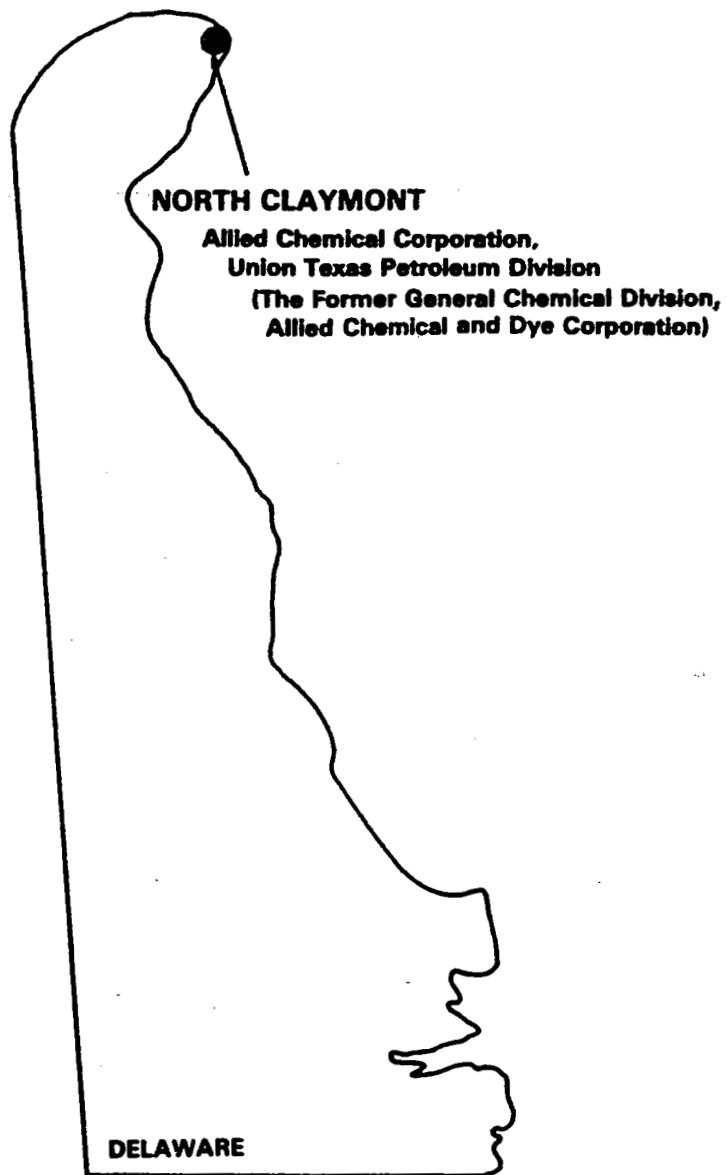 NORTH CLAYMONT
Allied Chemical Corporation,
Union Texas Petroleum Division
(The Former General Chemical Division,
Allied Chemical and Dye Corporation)
DELAWARE